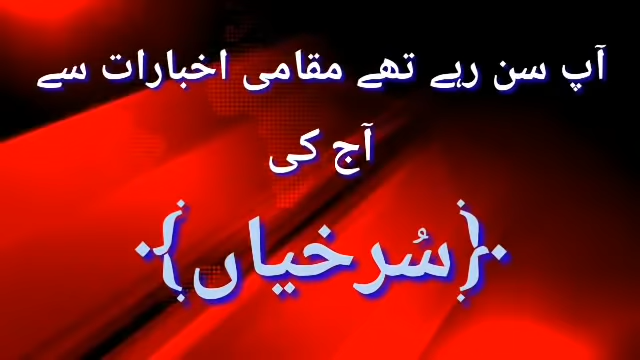 آپ سن رہے تھے مقامی اخبارات سے
آج کی
﴿سُرخیاں﴾